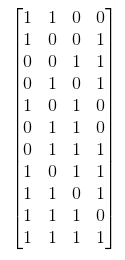 1 1 0 0
1 0 0 1
0 0 1 1
0 1 0 1
1 0 1 0
0 1 1 0
0 1 1 1
1 0 1 1
1 1 0 1
1 1 1 0
1 1 1 1